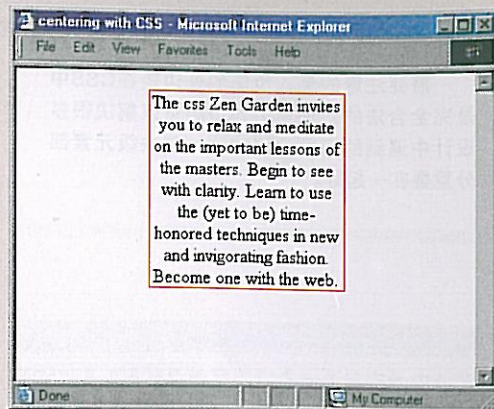 centering with CSS - Microsoft Internet Explorer
File Edit View Favorites Tools Help
The css Zen Garden invites
you to relax and meditate
on the important lessons of
the masters. Begin to see
with clarity. Learn to use
the (yet to be) time-
honored techniques in new
and invigorating fashion.
Become one with the web.
Done My Computer